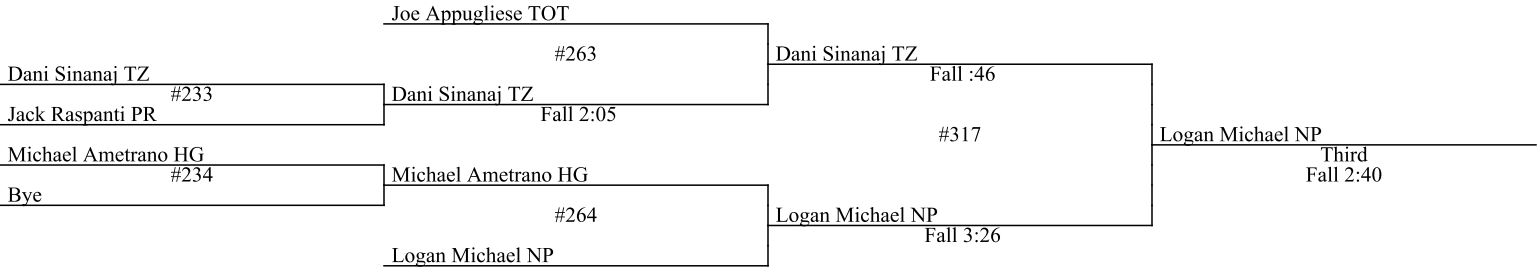 Joe Appugliese TOT
#263
Dani Sinanaj TZ
Fall :46
Dani Sinanaj TZ
#233
Jack Raspanti PR
Dani Sinanaj TZ
Fall 2:05
#317
Logan Michael NP
Third
Fall 2:40
Michael Ametrano HG
#234
Bye
Michael Ametrano HG
#264
Logan Michael NP
Logan Michael NP
Fall 3:26